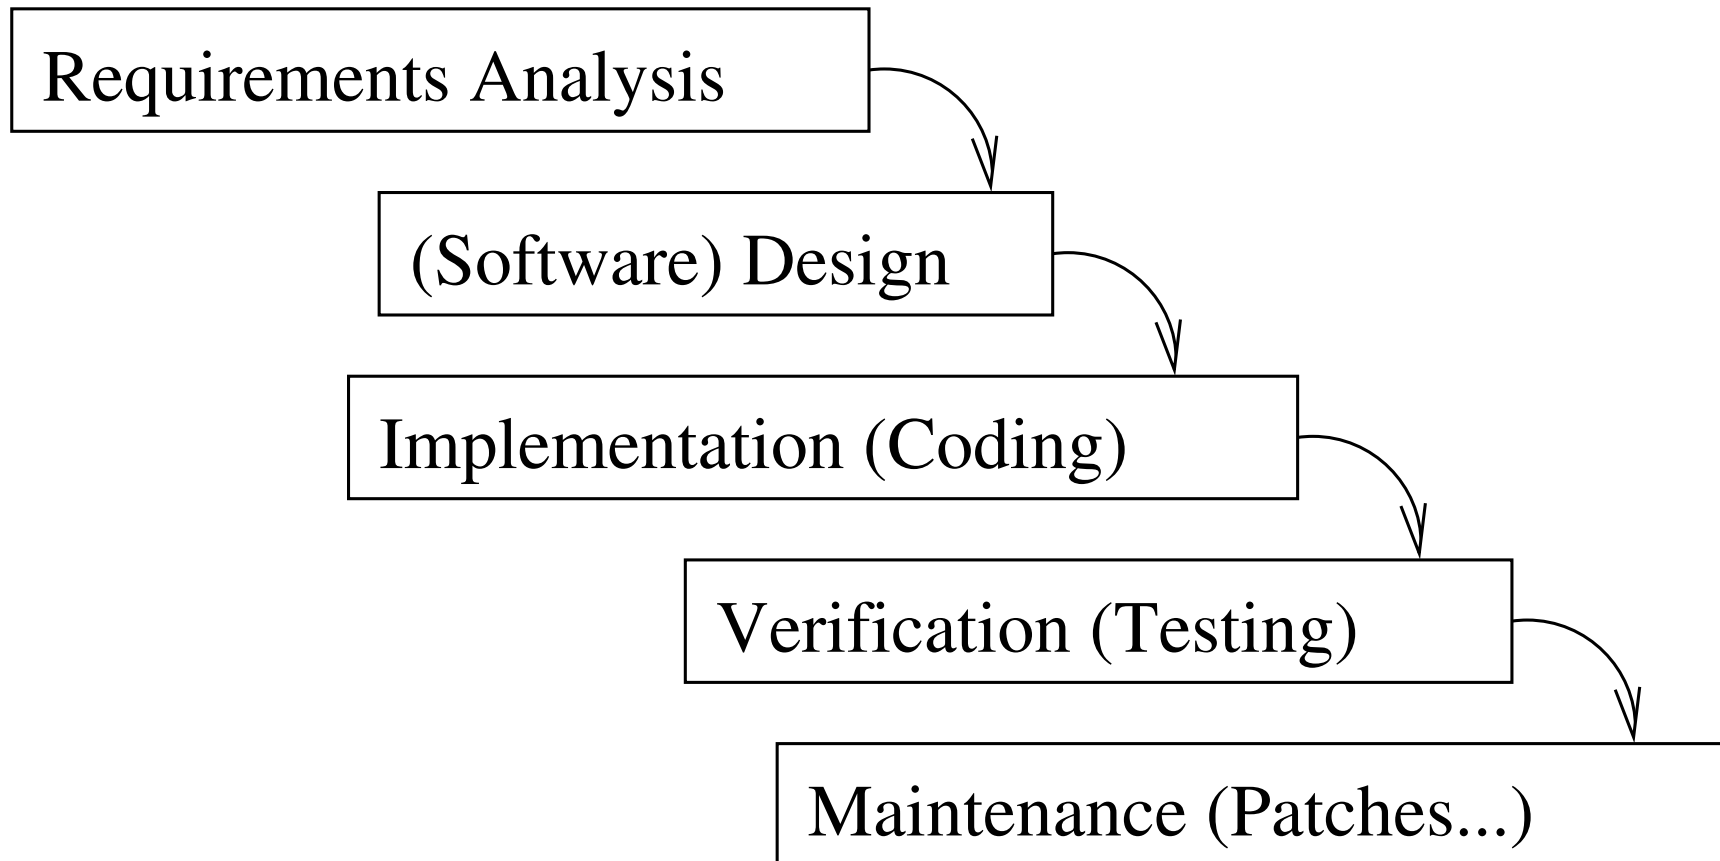 Requirements Analysis
(Software) Design
Implementation (Coding)
Verification (Testing)
Maintenance (Patches...)